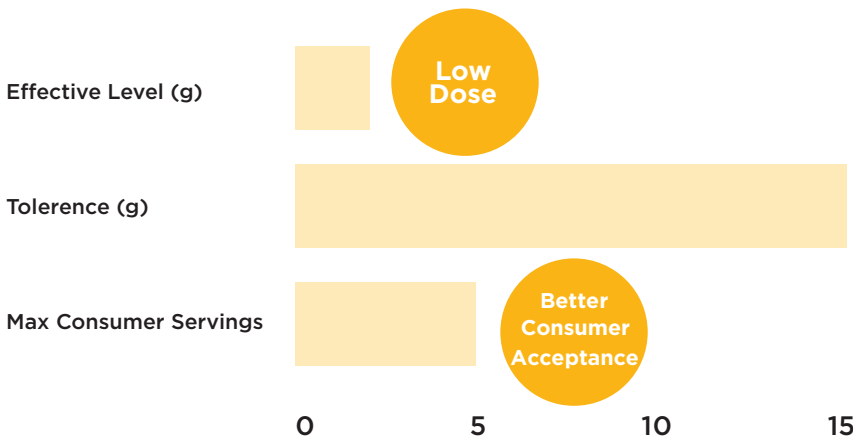 Effective Level (g)
Low
Dose
Tolerence (g)
Max Consumer Servings
Better
Consumer
Acceptance
0 5 10 15